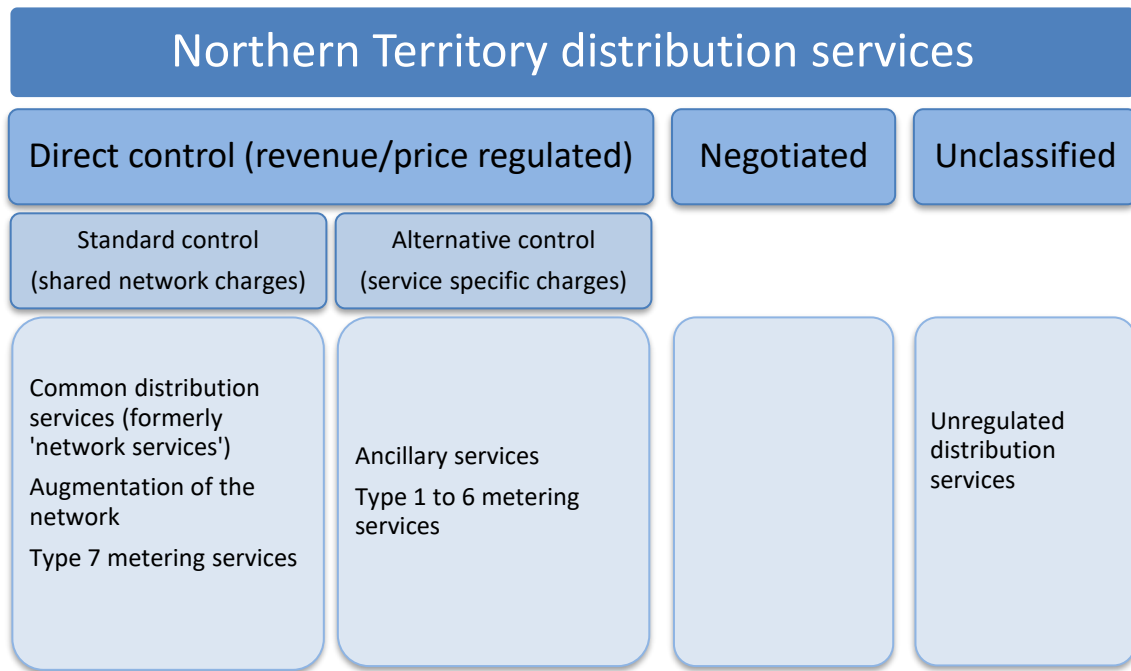 Northern Territory distribution services
Direct control (revenue/price regulated)
Negotiated
Unclassified
Standard control
(shared network charges)
Alternative control
(service specific charges)
Common distribution
services (formerly
'network services')
Augmentation of the
network
Type 7 metering services
Ancillary services
Type 1 to 6 metering
services
Unregulated
distribution
services